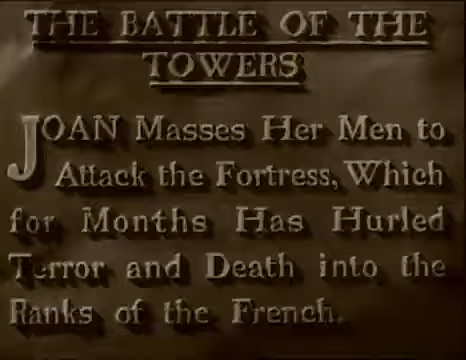 THE BATTLE OF THE
TOWERS
JOAN Masses Her Men to
Attack the Fortress, Which
for Months Has Hurled
Terror and Death into the
Ranks of the French.